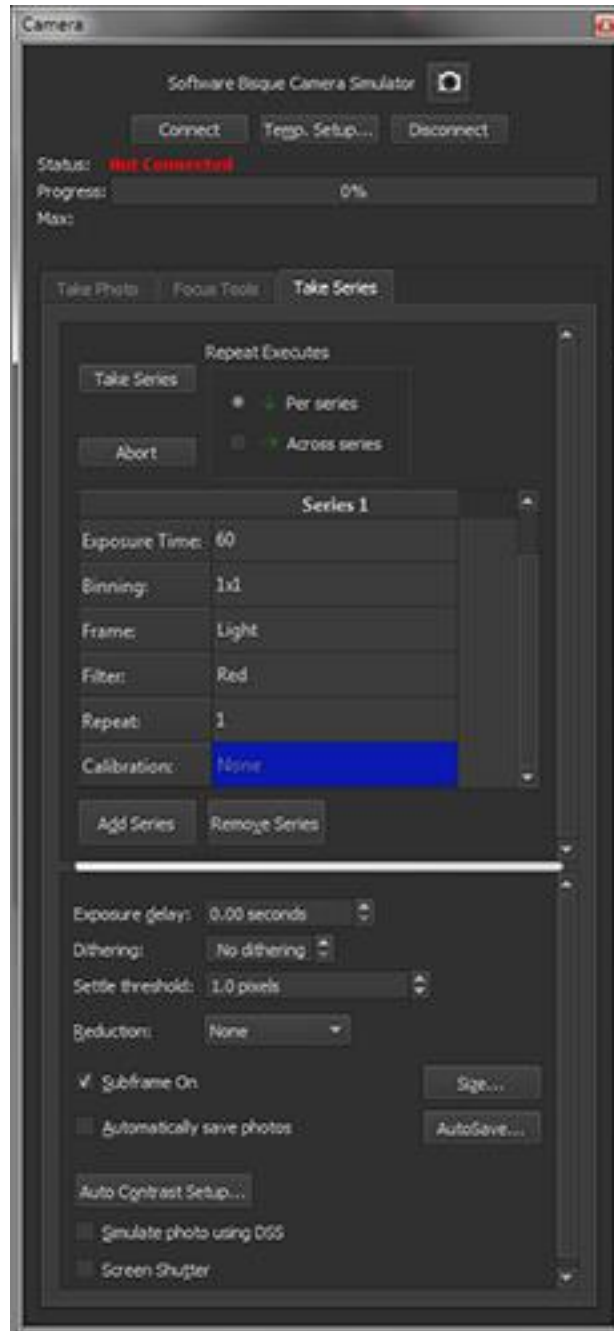 Camera
Software Bisque Camera Simulator
Connect Temp. Setup... Disconnect
Status: Not Connected
Progress: 0%
Max:
Take Photo Focus Tools Take Series
Repeat Executes
Take Series
Per series
Abort
Across series
Series 1
Exposure Time: 60
Binning: 1x1
Frame: Light
Filter: Red
Repeat: 1
Calibration: None
Add Series Remove Series
Exposure delay: 0.00 seconds
Dithering: No dithering
Settle threshold: 1.0 pixels
Reduction: None
Subframe On Size...
Automatically save photos AutoSave...
Auto Contrast Setup...
Simulate photo using DSS
Screen Shutter